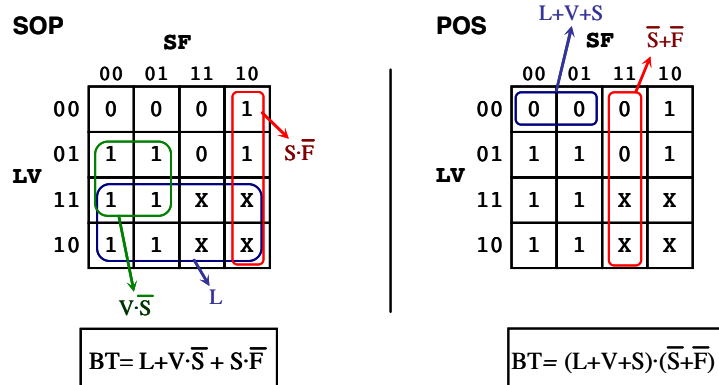 SOP
SF
00 01 11 10
00 0 0 0 1
01 1 1 0 1
LV
11 1 1 X X
10 1 1 X X
S·F̅
V·S̅
L
BT= L+V·S̅ + S·F̅
POS
L+V+S
SF
S̅+F̅
00 01 11 10
00 0 0 0 1
01 1 1 0 1
LV
11 1 1 X X
10 1 1 X X
BT= (L+V+S)·(S̅+F̅)